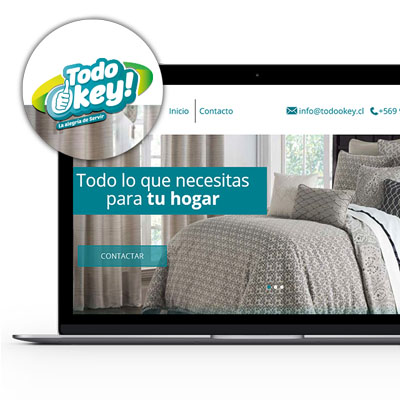 Todo
Okey!
La alegría de Servir
Inicio
Contacto
info@todookey.cl
+569
Todo lo que necesitas
para tu hogar
CONTACTAR